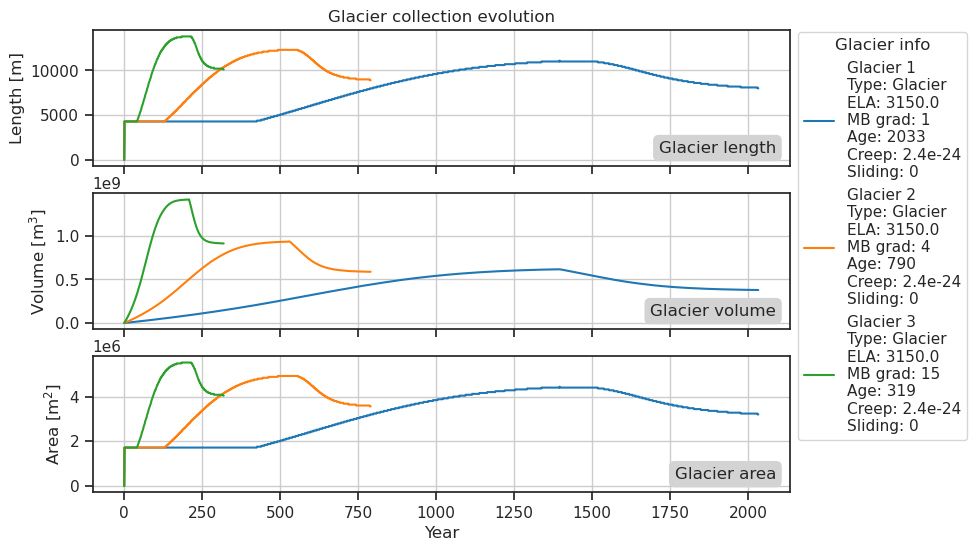 Glacier collection evolution
Length [m]
10000
5000
0
Glacier length
1e9
Volume [m³]
1.0
0.5
0.0
Glacier volume
1e6
Area [m²]
4
2
0
Glacier area
0 250 500 750 1000 1250 1500 1750 2000
Year
Glacier info
Glacier 1
Type: Glacier
ELA: 3150.0
MB grad: 1
Age: 2033
Creep: 2.4e-24
Sliding: 0
Glacier 2
Type: Glacier
ELA: 3150.0
MB grad: 4
Age: 790
Creep: 2.4e-24
Sliding: 0
Glacier 3
Type: Glacier
ELA: 3150.0
MB grad: 15
Age: 319
Creep: 2.4e-24
Sliding: 0